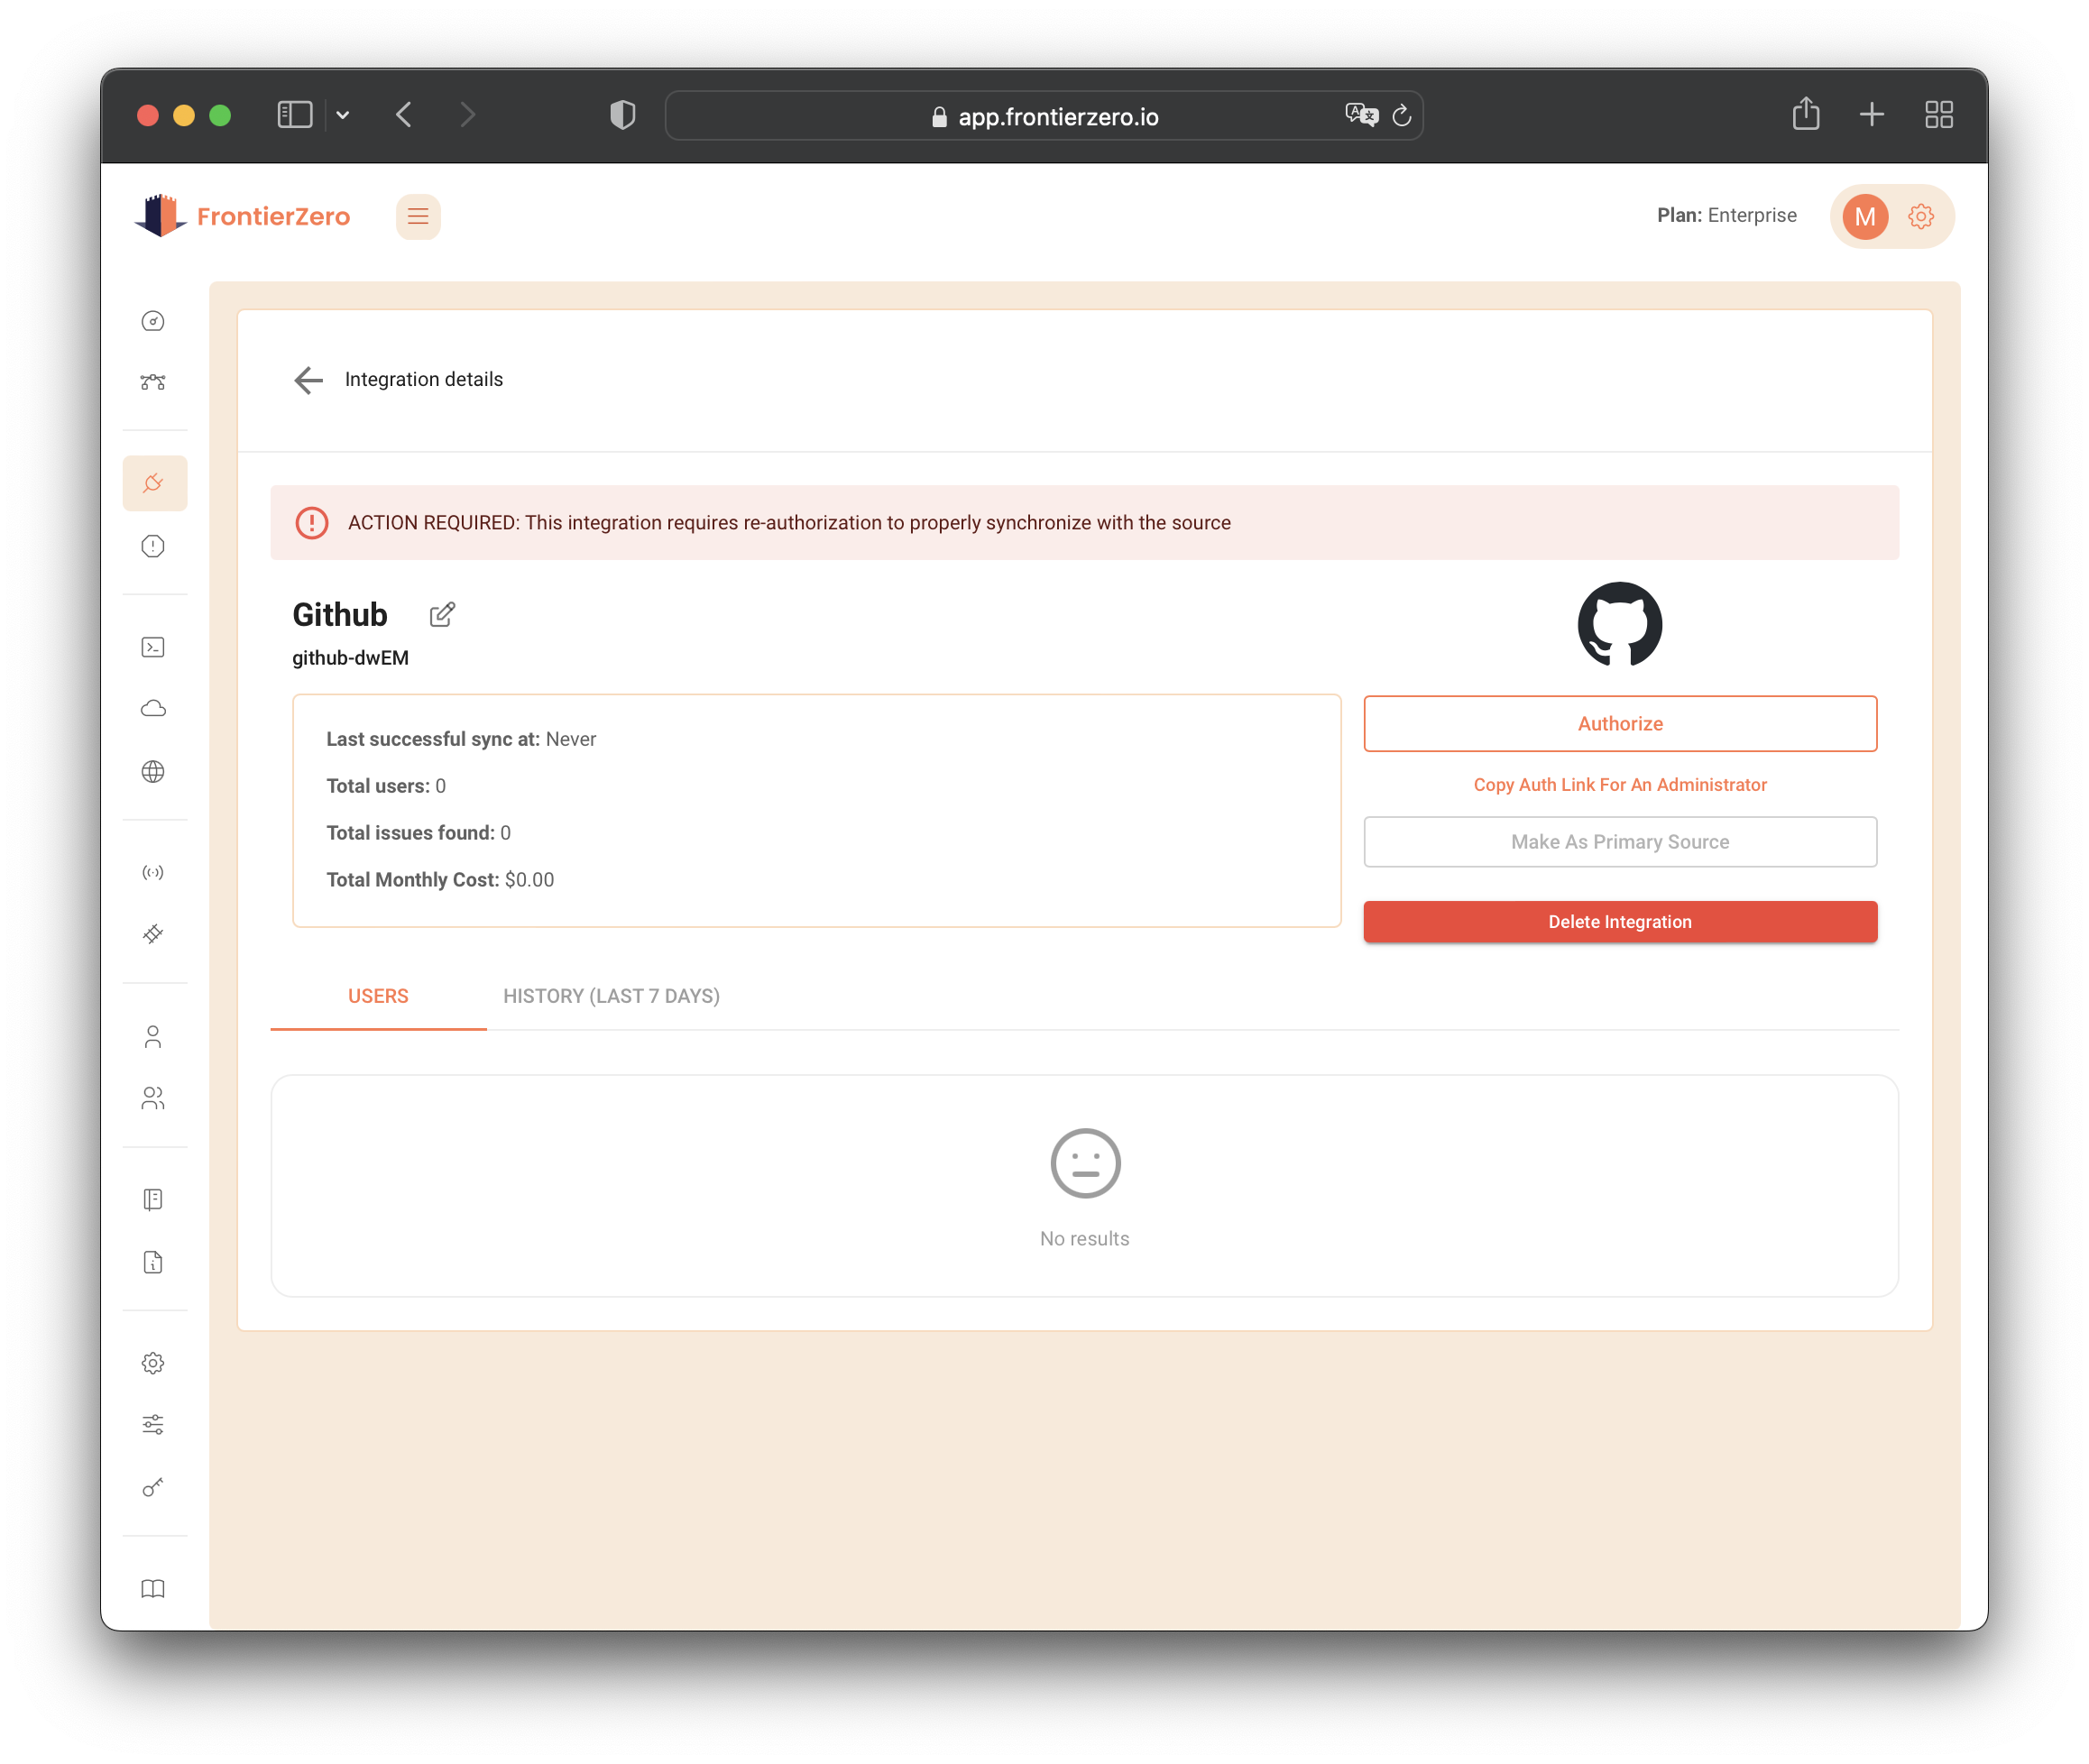 app.frontierzero.io
FrontierZero
Plan: Enterprise
M
Integration details
ACTION REQUIRED: This integration requires re-authorization to properly synchronize with the source
Github
github-dwEM
Last successful sync at: Never
Total users: 0
Total issues found: 0
Total Monthly Cost: $0.00
Authorize
Copy Auth Link For An Administrator
Make As Primary Source
Delete Integration
USERS
HISTORY (LAST 7 DAYS)
No results